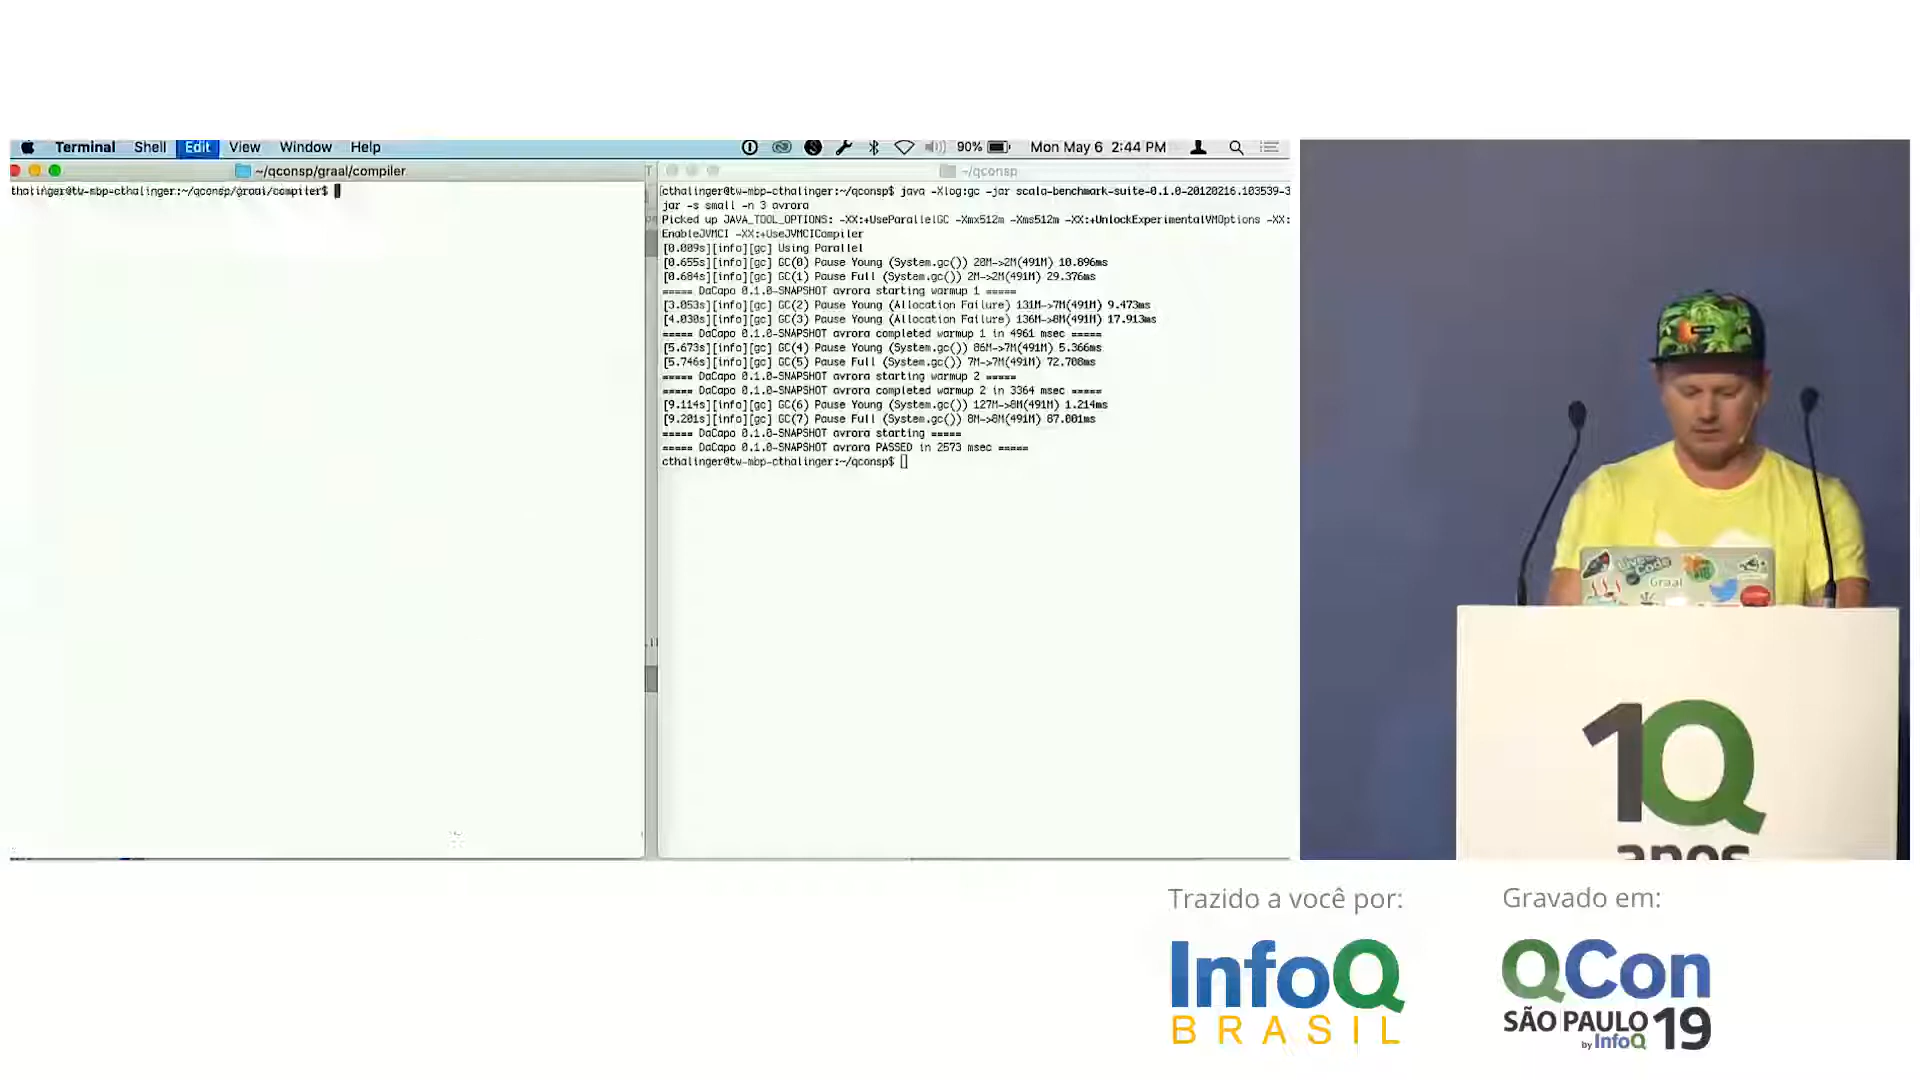 Terminal Shell Edit View Window Help
90% Mon May 6 2:44 PM
~/qconsp/graal/compiler
thalinger@tw-mbp-cthalinger:~/qconsp/graal/compiler$
~/qconsp
cthalinger@tw-mbp-cthalinger:~/qconsp$ java -Xlog:gc -jar scala-benchmark-suite-0.1.0-20120216.103539-3
jar -s small -n 3 avrora
Picked up JAVA_TOOL_OPTIONS: -XX:+UseParallelGC -Xmx512m -Xms512m -XX:+UnlockExperimentalVMOptions -XX:
EnableJVMCI -XX:+UseJVMCICompiler
[0.009s][info][gc] Using Parallel
[0.655s][info][gc] GC(0) Pause Young (System.gc()) 20M->2M(491M) 10.896ms
[0.684s][info][gc] GC(1) Pause Full (System.gc()) 2M->2M(491M) 29.376ms
===== DaCapo 0.1.0-SNAPSHOT avrora starting warmup 1 =====
[3.053s][info][gc] GC(2) Pause Young (Allocation Failure) 131M->7M(491M) 9.473ms
[4.030s][info][gc] GC(3) Pause Young (Allocation Failure) 136M->8M(491M) 17.913ms
===== DaCapo 0.1.0-SNAPSHOT avrora completed warmup 1 in 4961 msec =====
[5.673s][info][gc] GC(4) Pause Young (System.gc()) 86M->7M(491M) 5.366ms
[5.746s][info][gc] GC(5) Pause Full (System.gc()) 7M->7M(491M) 72.708ms
===== DaCapo 0.1.0-SNAPSHOT avrora starting warmup 2 =====
===== DaCapo 0.1.0-SNAPSHOT avrora completed warmup 2 in 3364 msec =====
[9.114s][info][gc] GC(6) Pause Young (System.gc()) 127M->8M(491M) 1.214ms
[9.201s][info][gc] GC(7) Pause Full (System.gc()) 8M->8M(491M) 87.001ms
===== DaCapo 0.1.0-SNAPSHOT avrora starting =====
===== DaCapo 0.1.0-SNAPSHOT avrora PASSED in 2573 msec =====
cthalinger@tw-mbp-cthalinger:~/qconsp$
Live Code
Graal
1Q
anos
Trazido a você por:
InfoQ
BRASIL
Gravado em:
QCon
SÃO PAULO 19
by InfoQ